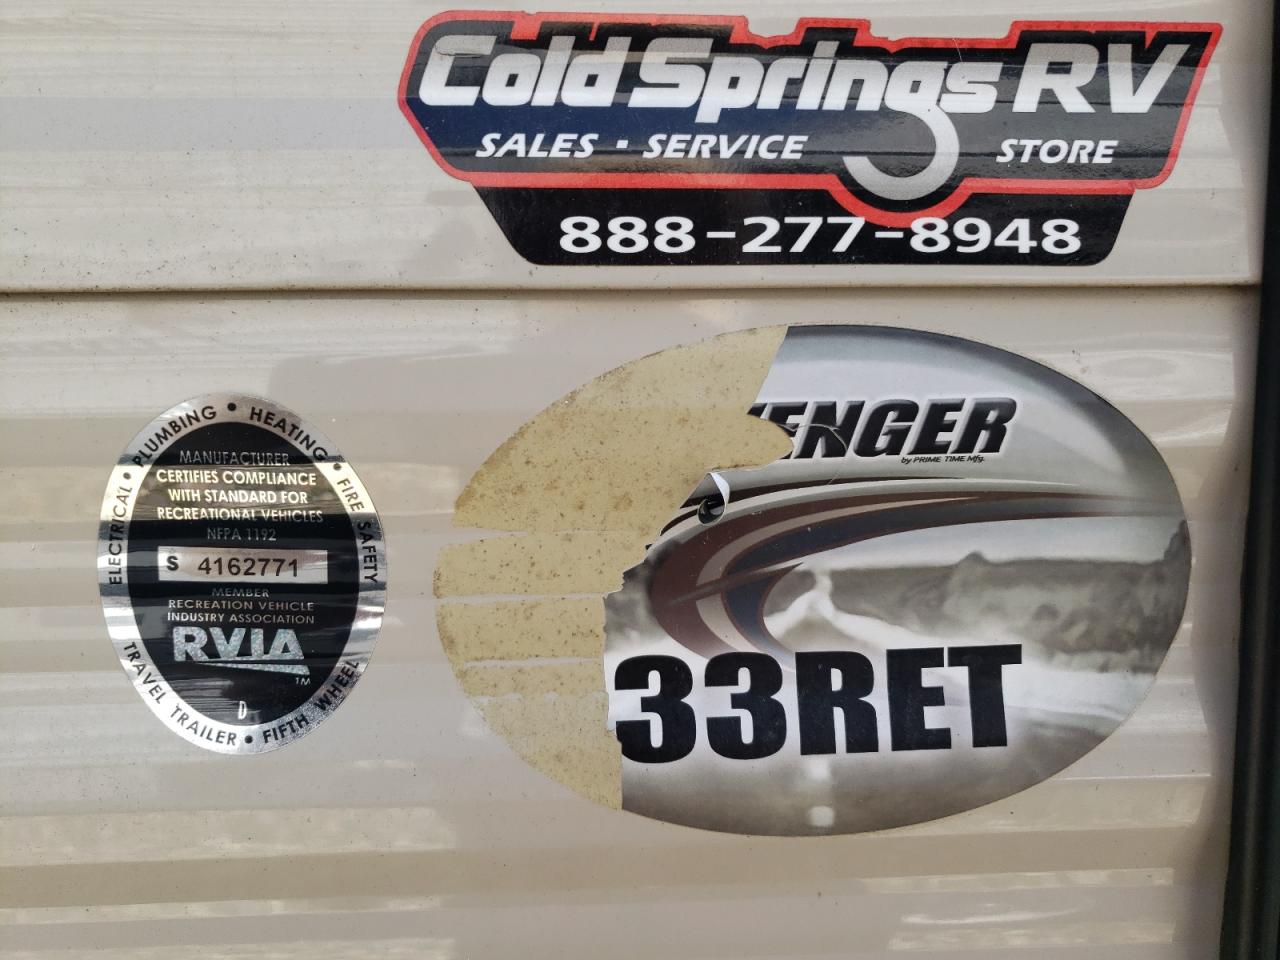 Cold Springs RV
SALES · SERVICE STORE
888-277-8948
ENGER
by PRIME TIME Mfg.
33RET
PLUMBING • HEATING • FIRE SAFETY
ELECTRICAL •
MANUFACTURER
CERTIFIES COMPLIANCE
WITH STANDARD FOR
RECREATIONAL VEHICLES
NFPA 1192
S 4162771
MEMBER
RECREATION VEHICLE
INDUSTRY ASSOCIATION
RVIA
TM
D
TRAVEL TRAILER • FIFTH WHEEL